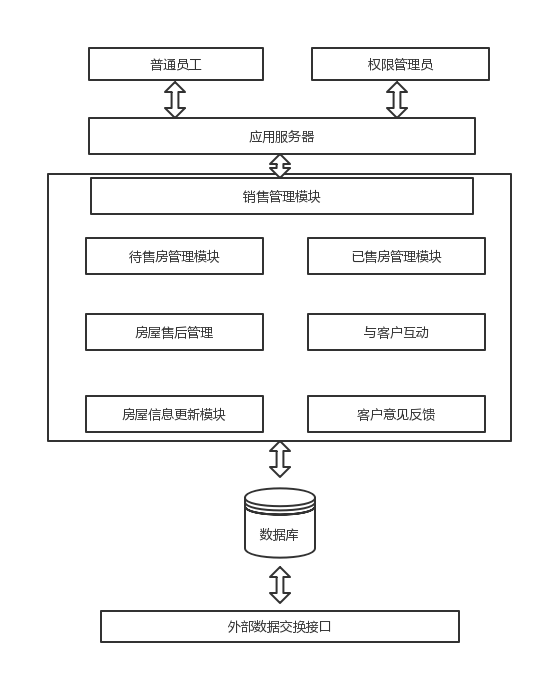 普通员工
权限管理员
应用服务器
销售管理模块
待售房管理模块
已售房管理模块
房屋售后管理
与客户互动
房屋信息更新模块
客户意见反馈
数据库
外部数据交换接口